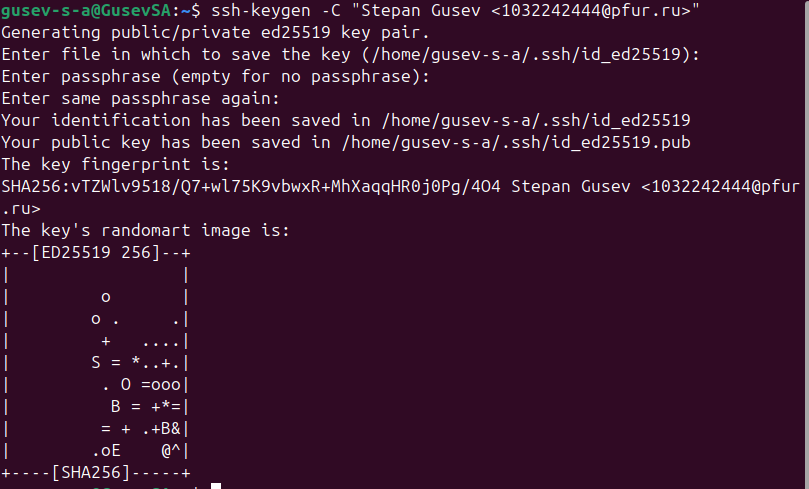 gusev-s-a@GusevSA:~$ ssh-keygen -C "Stepan Gusev <1032242444@pfur.ru>"
Generating public/private ed25519 key pair.
Enter file in which to save the key (/home/gusev-s-a/.ssh/id_ed25519):
Enter passphrase (empty for no passphrase):
Enter same passphrase again:
Your identification has been saved in /home/gusev-s-a/.ssh/id_ed25519
Your public key has been saved in /home/gusev-s-a/.ssh/id_ed25519.pub
The key fingerprint is:
SHA256:vTZWlv9518/Q7+wl75K9vbwxR+MhXaqqHR0j0Pg/4O4 Stepan Gusev <1032242444@pfur
.ru>
The key's randomart image is:
+--[ED25519 256]--+
|                 |
|         o       |
|        o .     .|
|         +   ....|
|        S = *..+.|
|         . O =ooo|
|          B = +*=|
|         = + .+B&|
|        .oE    @^|
+----[SHA256]-----+